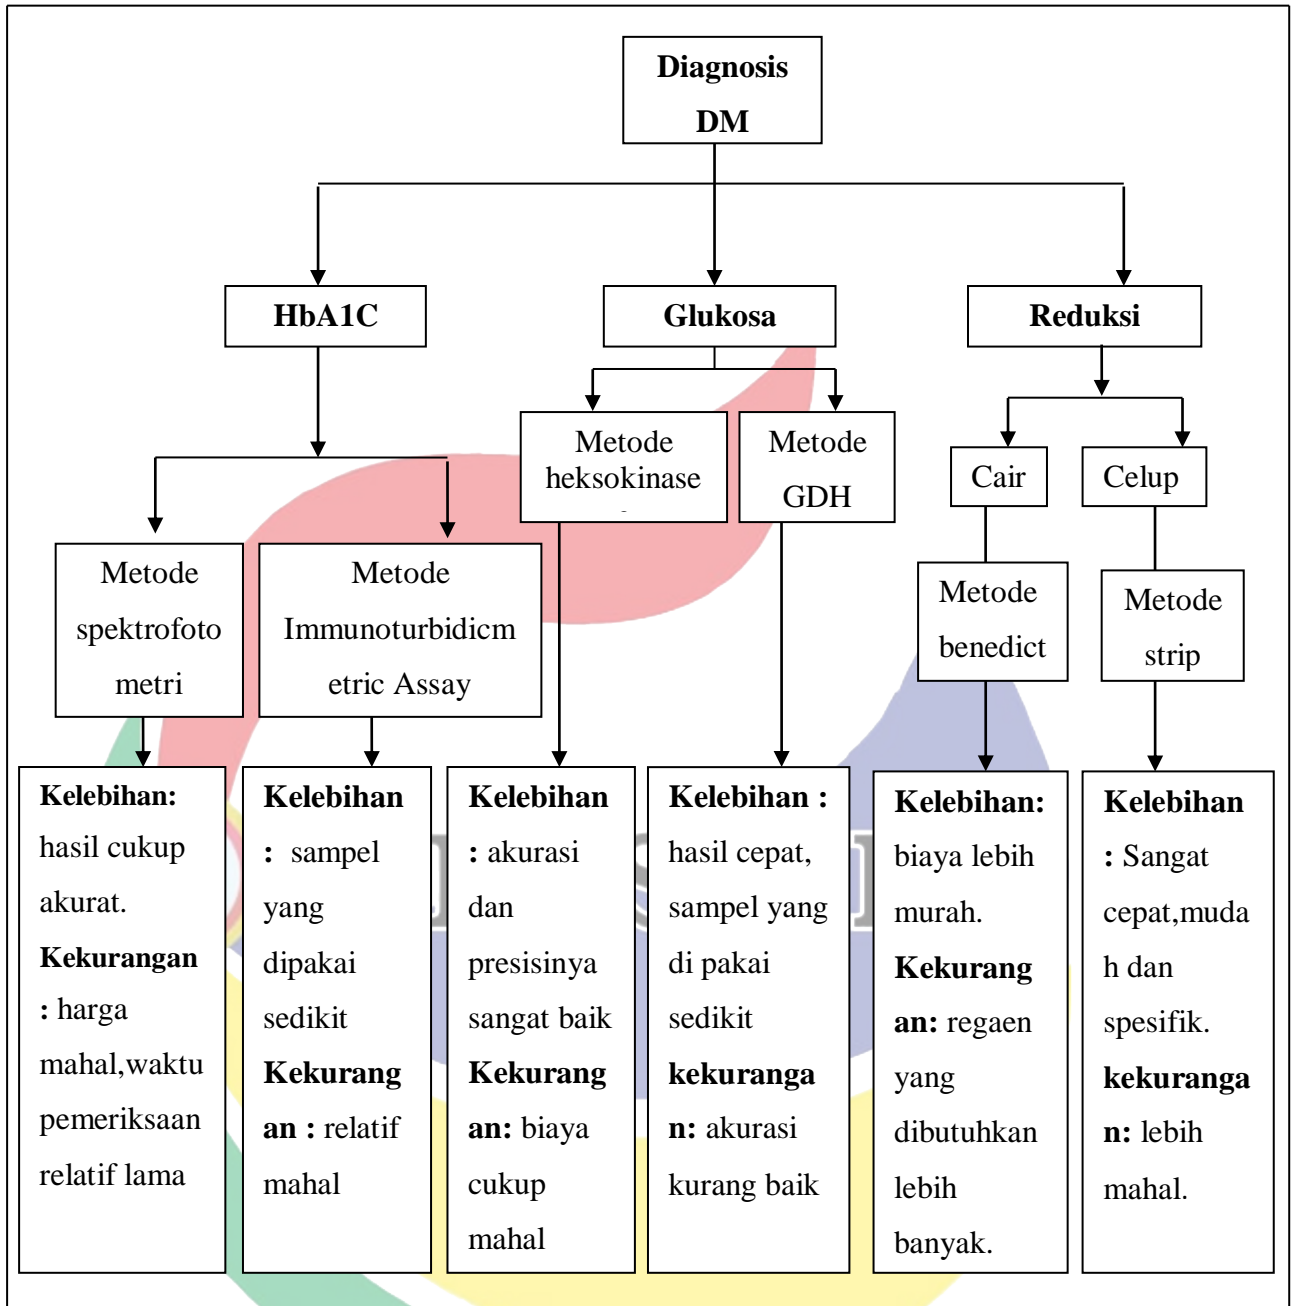 Diagnosis
DM
HbA1C
Glukosa
Reduksi
Metode
heksokinase
Metode
GDH
Cair
Celup
Metode
spektrofoto
metri
Metode
Immunoturbidicm
etric Assay
Metode
benedict
Metode
strip
Kelebihan:
hasil cukup
akurat.
Kekurangan
: harga
mahal,waktu
pemeriksaan
relatif lama
Kelebihan
: sampel
yang
dipakai
sedikit
Kekurang
an : relatif
mahal
Kelebihan
: akurasi
dan
presisinya
sangat baik
Kekurang
an: biaya
cukup
mahal
Kelebihan :
hasil cepat,
sampel yang
di pakai
sedikit
kekuranga
n: akurasi
kurang baik
Kelebihan:
biaya lebih
murah.
Kekurang
an: regaen
yang
dibutuhkan
lebih
banyak.
Kelebihan
: Sangat
cepat,muda
h dan
spesifik.
kekuranga
n: lebih
mahal.